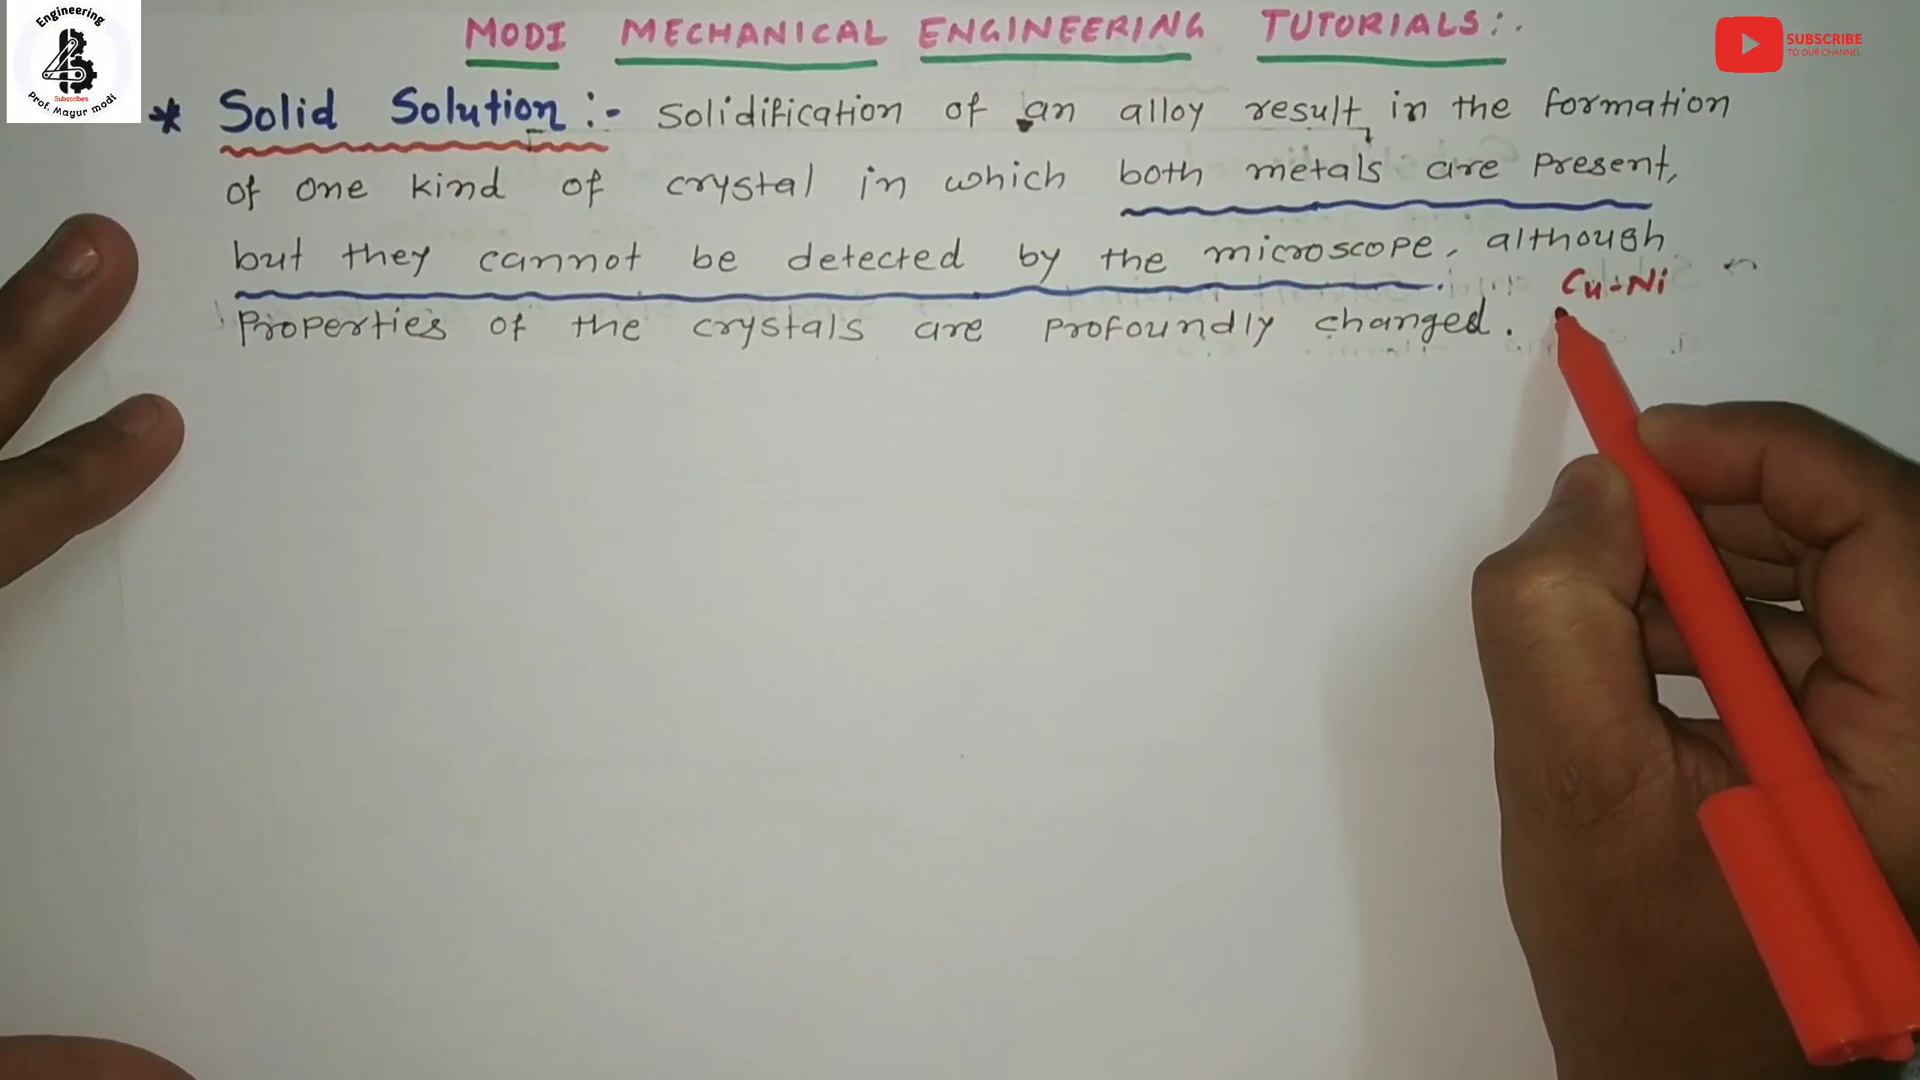 Engineering
Subscribes
Prof. Mayur modi
MODI MECHANICAL ENGINEERING TUTORIALS:.
SUBSCRIBE
TO OUR CHANNEL
* Solid Solution :- Solidification of an alloy result in the formation
of one kind of crystal in which both metals are present,
but they cannot be detected by the microscope, although
Cu-Ni
Properties of the crystals are profoundly changed.